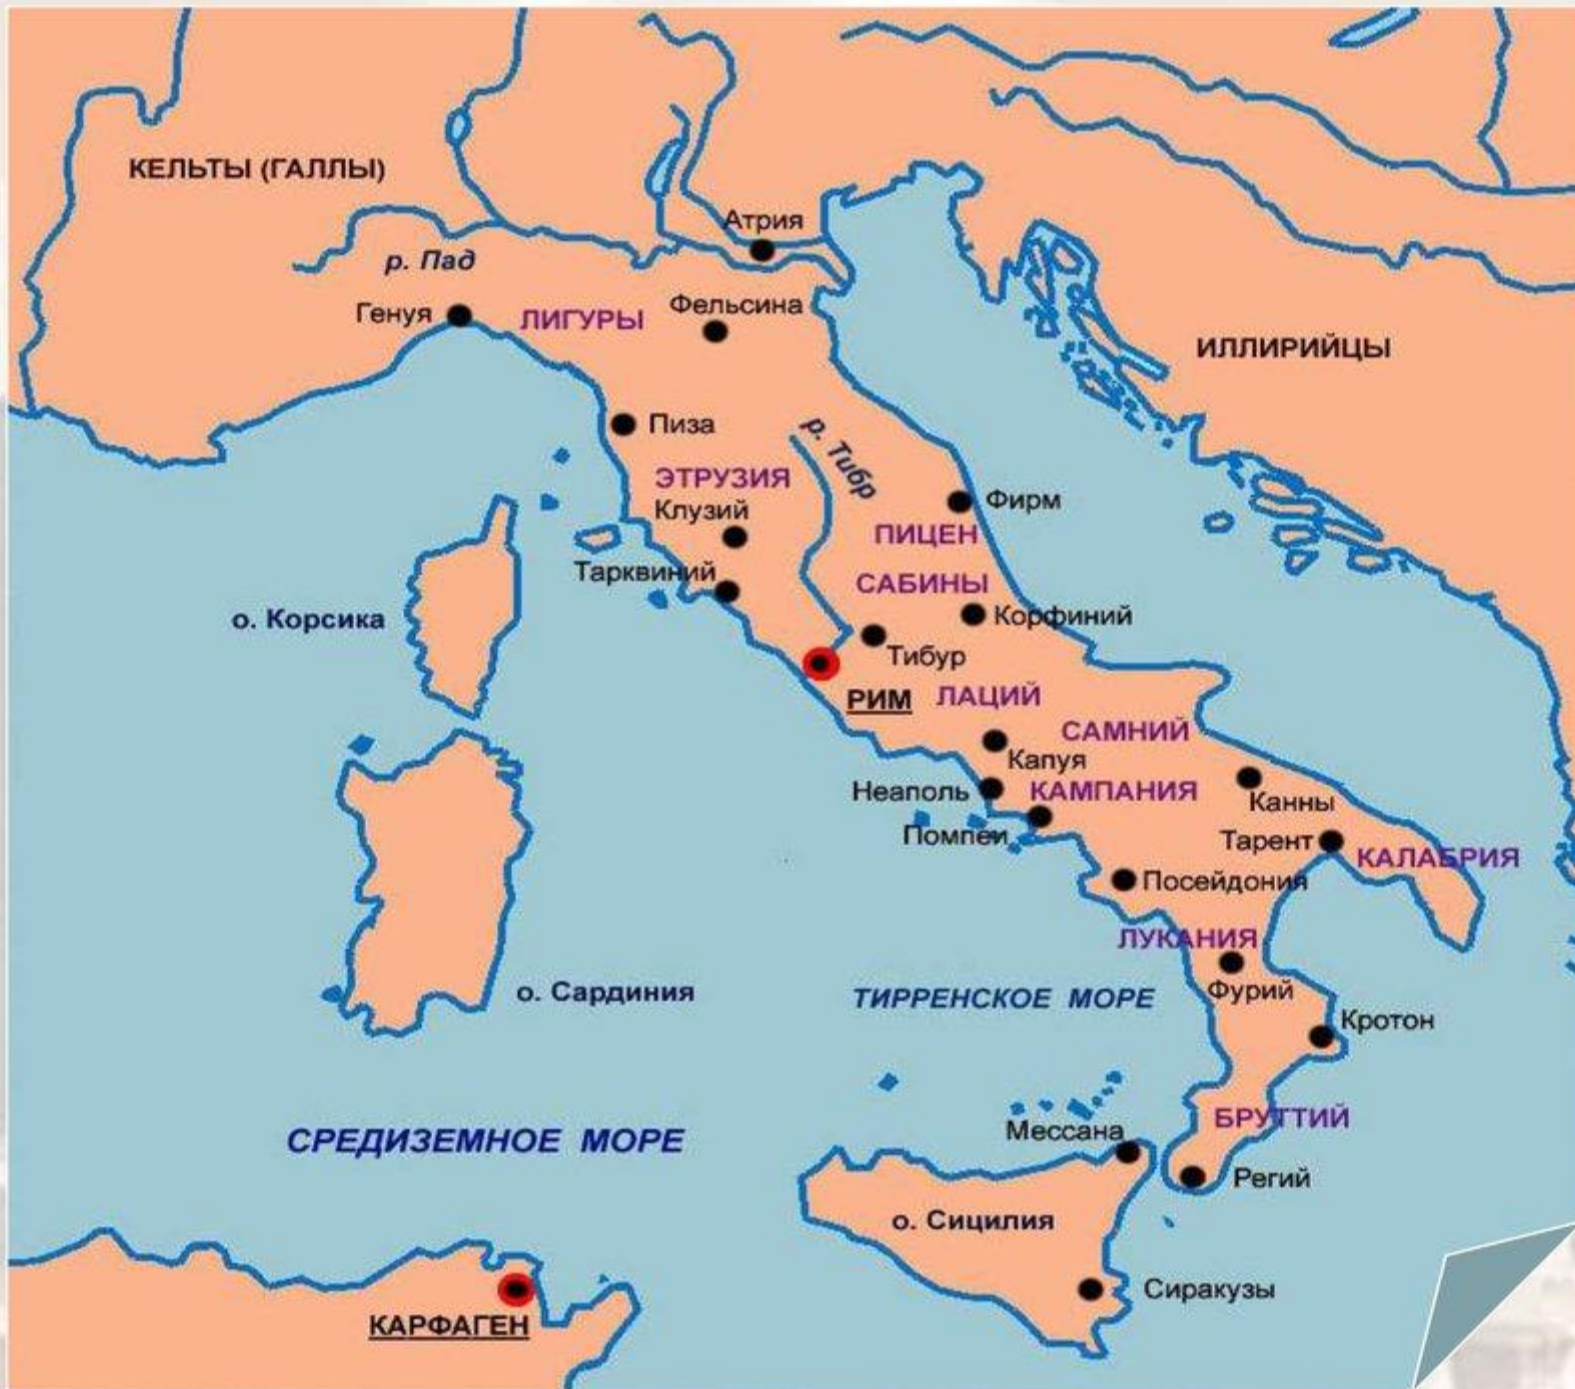 КЕЛЬТЫ (ГАЛЛЫ)
Атрия
р. Пад
Генуя
ЛИГУРЫ
Фельсина
ИЛЛИРИЙЦЫ
Пиза
р. Тибр
ЭТРУЗИЯ
Клузий
Фирм
ПИЦЕН
Тарквиний
САБИНЫ
о. Корсика
Корфиний
Тибур
РИМ
ЛАЦИЙ
САМНИЙ
Капуя
Неаполь
КАМПАНИЯ
Канны
Помпеи
Тарент
КАЛАБРИЯ
Посейдония
ЛУКАНИЯ
о. Сардиния
ТИРРЕНСКОЕ МОРЕ
Фурий
Кротон
СРЕДИЗЕМНОЕ МОРЕ
Мессана
БРУТТИЙ
Регий
о. Сицилия
Сиракузы
КАРФАГЕН